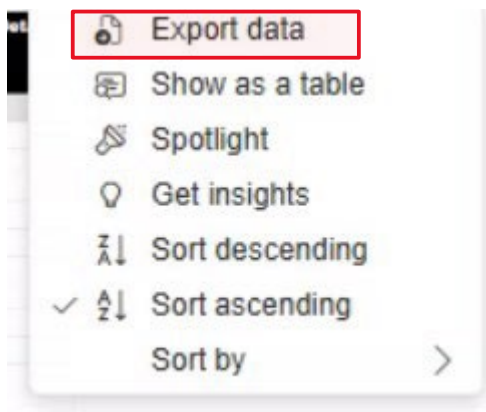 Export data
Show as a table
Spotlight
Get insights
Sort descending
Sort ascending
Sort by